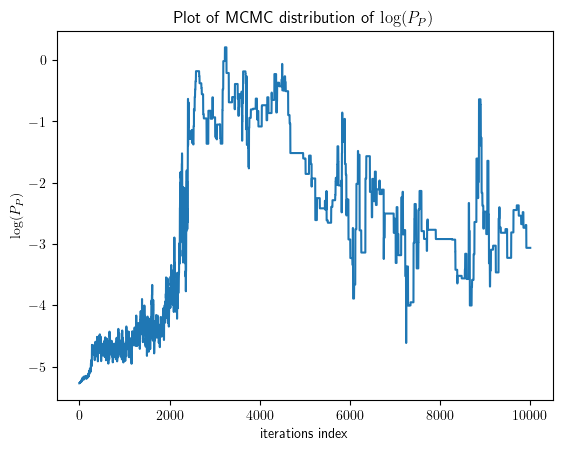 Plot of MCMC distribution of log(P_P)
log(P_P)
0
−1
−2
−3
−4
−5
0 2000 4000 6000 8000 10000
iterations index